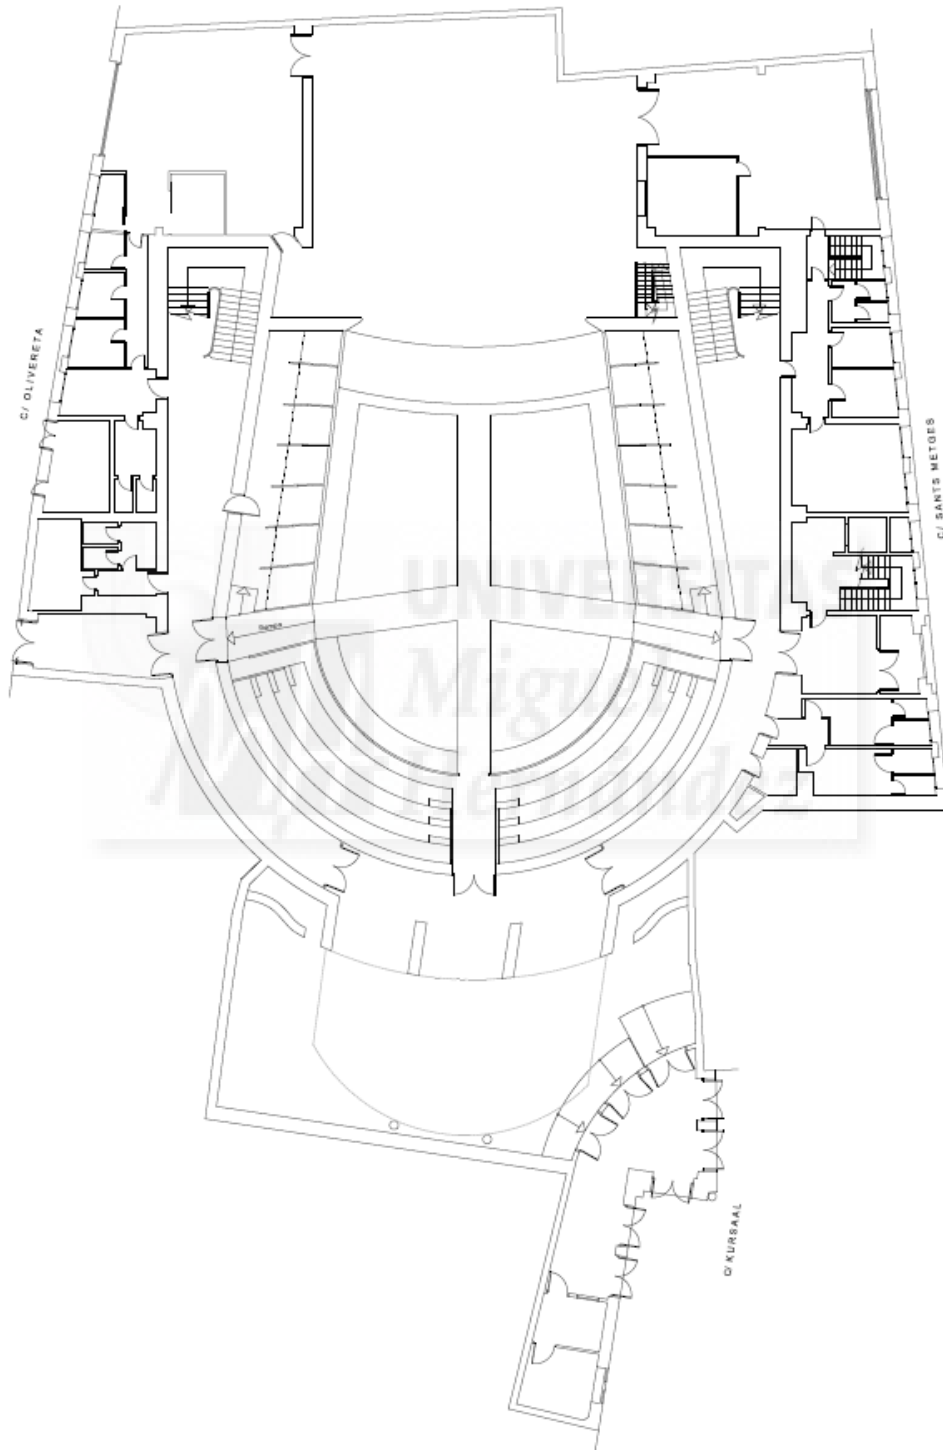 C/ OLIVERETA
C/ SANTS METGES
UNIVERSITAS
Miguel
Hernández
C/ KURSAAL